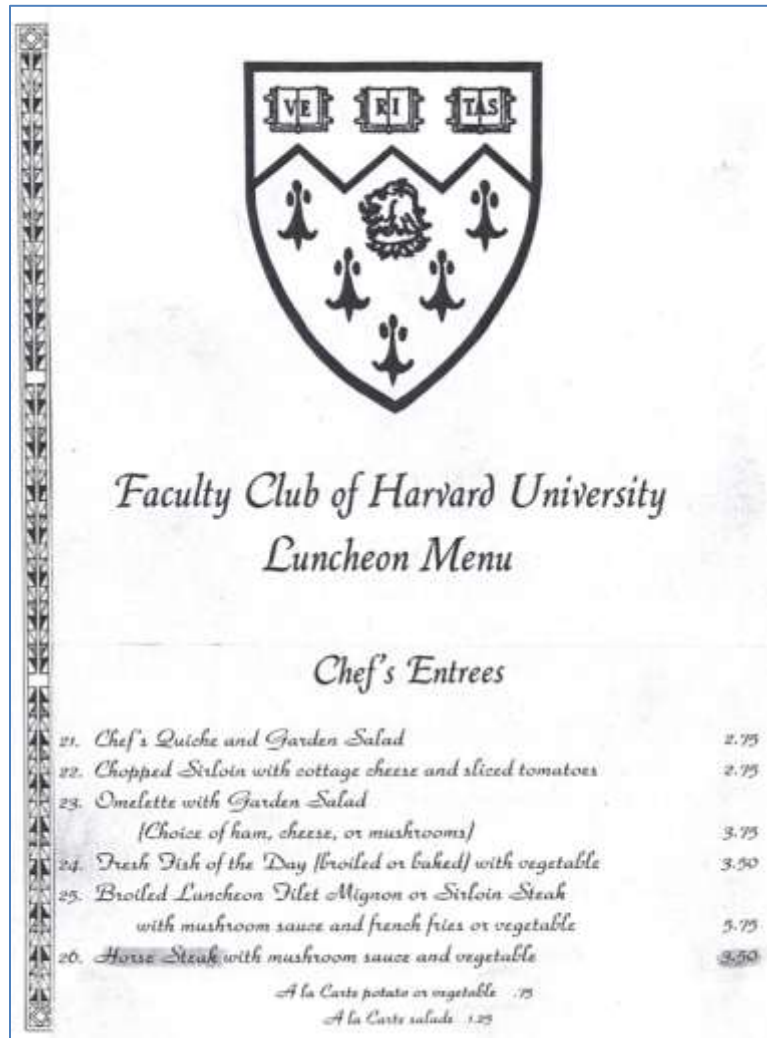 VE RI TAS
Faculty Club of Harvard University
Luncheon Menu
Chef's Entrees
21. Chef's Quiche and Garden Salad 2.75
22. Chopped Sirloin with cottage cheese and sliced tomatoes 2.75
23. Omelette with Garden Salad
(Choice of ham, cheese, or mushrooms) 3.75
24. Fresh Fish of the Day (broiled or baked) with vegetable 3.50
25. Broiled Luncheon Filet Mignon or Sirloin Steak
with mushroom sauce and french fries or vegetable 5.75
26. Horse Steak with mushroom sauce and vegetable 3.50
A la Carte potato or vegetable .75
A la Carte salads 1.25